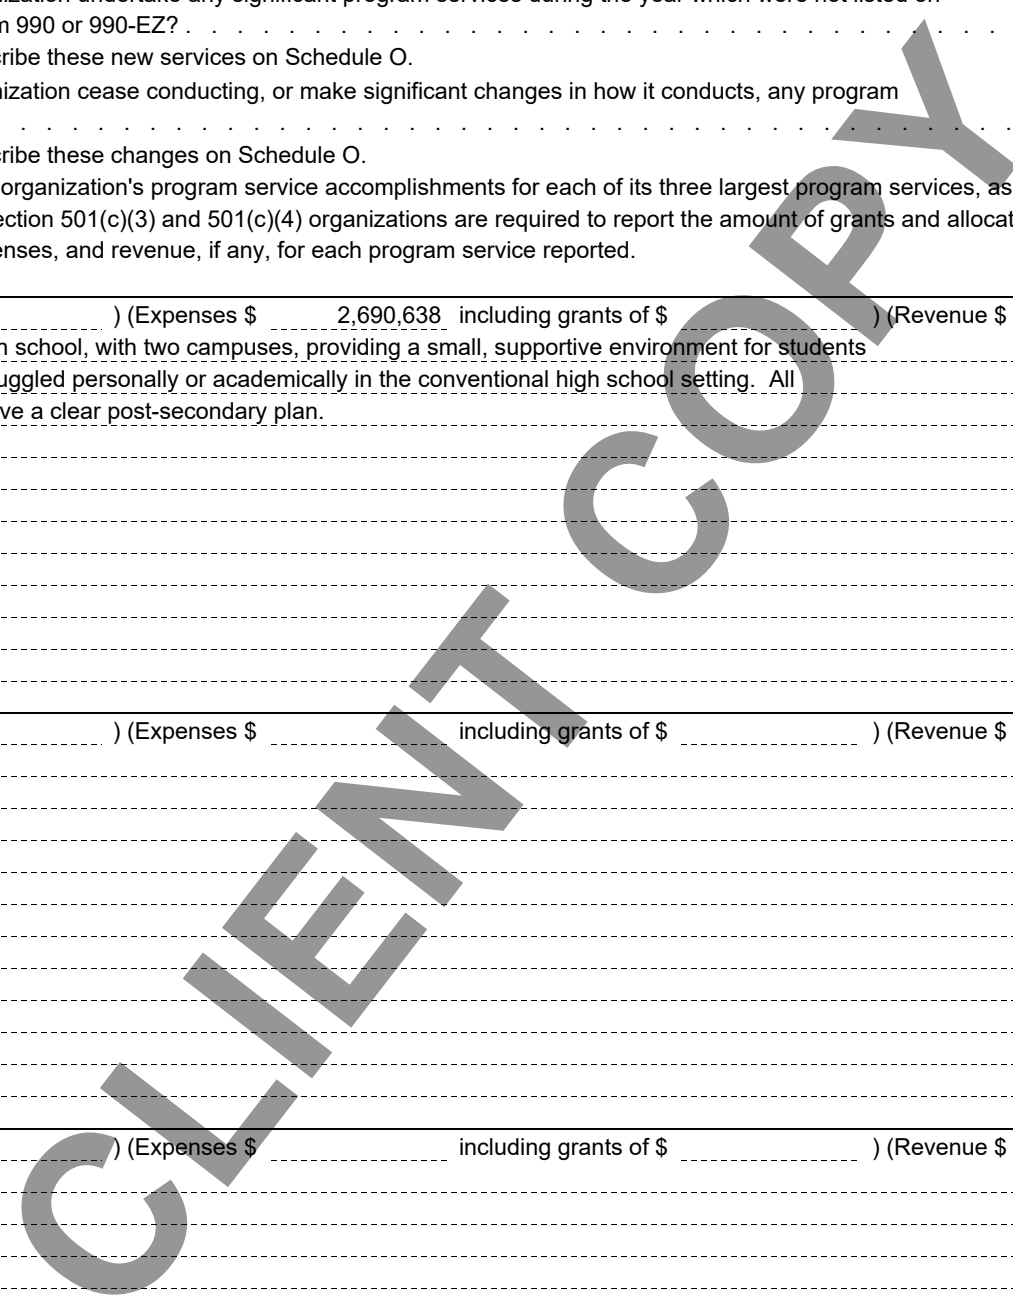 m 990 or 990-EZ? . . . . . . . . . . . . . . . . . . . . . . . . . . . . . . . .
cribe these new services on Schedule O.
nization cease conducting, or make significant changes in how it conducts, any program
. . . . . . . . . . . . . . . . . . . . . . . . . . . . . . . . . . . . . . .
cribe these changes on Schedule O.
organization's program service accomplishments for each of its three largest program services, as
ection 501(c)(3) and 501(c)(4) organizations are required to report the amount of grants and allocat
enses, and revenue, if any, for each program service reported.
) (Expenses $ 2,690,638 including grants of $ ) (Revenue $
n school, with two campuses, providing a small, supportive environment for students
uggled personally or academically in the conventional high school setting. All
ve a clear post-secondary plan.
) (Expenses $ including grants of $ ) (Revenue $
) (Expenses $ including grants of $ ) (Revenue $
CLIENT COPY